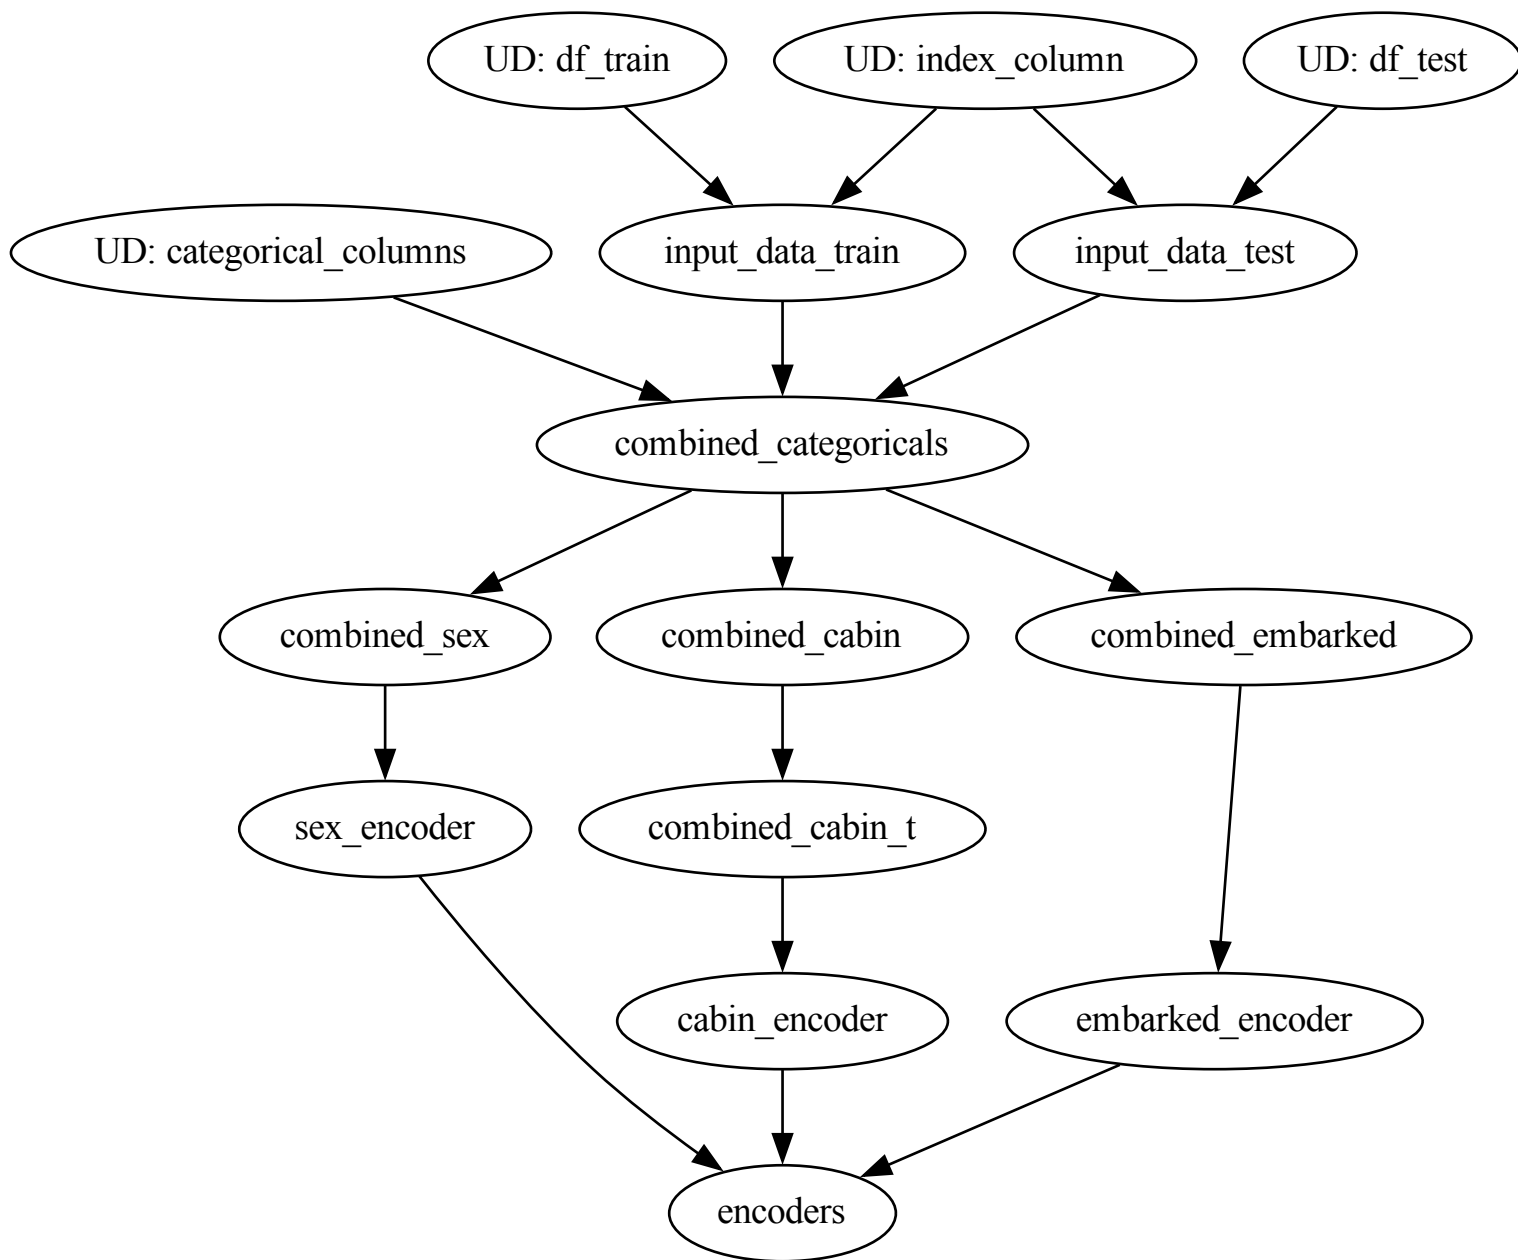 UD: df_train
UD: index_column
UD: df_test
UD: categorical_columns
input_data_train
input_data_test
combined_categoricals
combined_sex
combined_cabin
combined_embarked
sex_encoder
combined_cabin_t
cabin_encoder
embarked_encoder
encoders